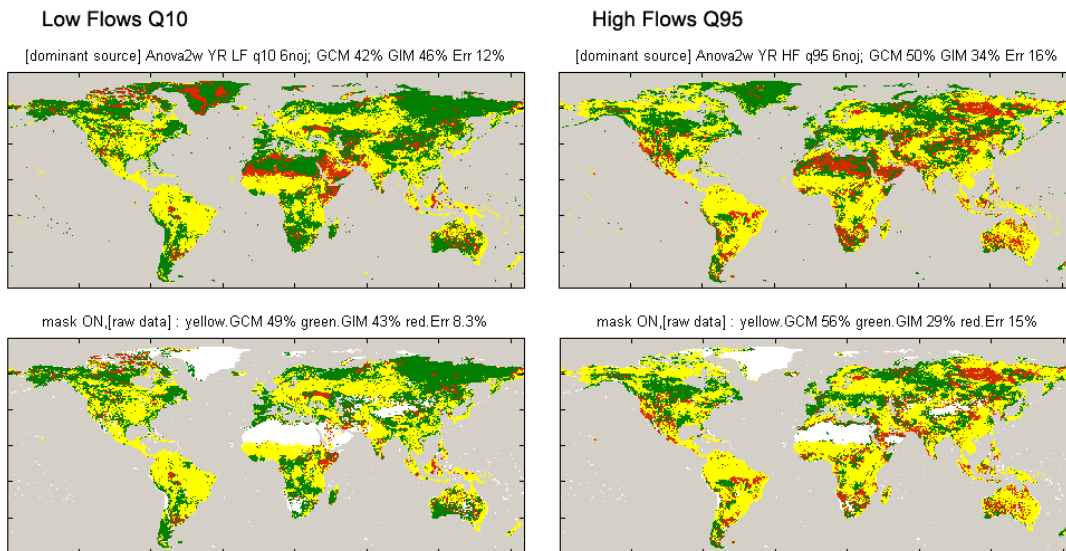 Low Flows Q10
High Flows Q95
[dominant source] Anova2w YR LF q10 6noj; GCM 42% GIM 46% Err 12%
[dominant source] Anova2w YR HF q95 6noj; GCM 50% GIM 34% Err 16%
mask ON,[raw data] : yellow.GCM 49% green.GIM 43% red.Err 8.3%
mask ON,[raw data] : yellow.GCM 56% green.GIM 29% red.Err 15%